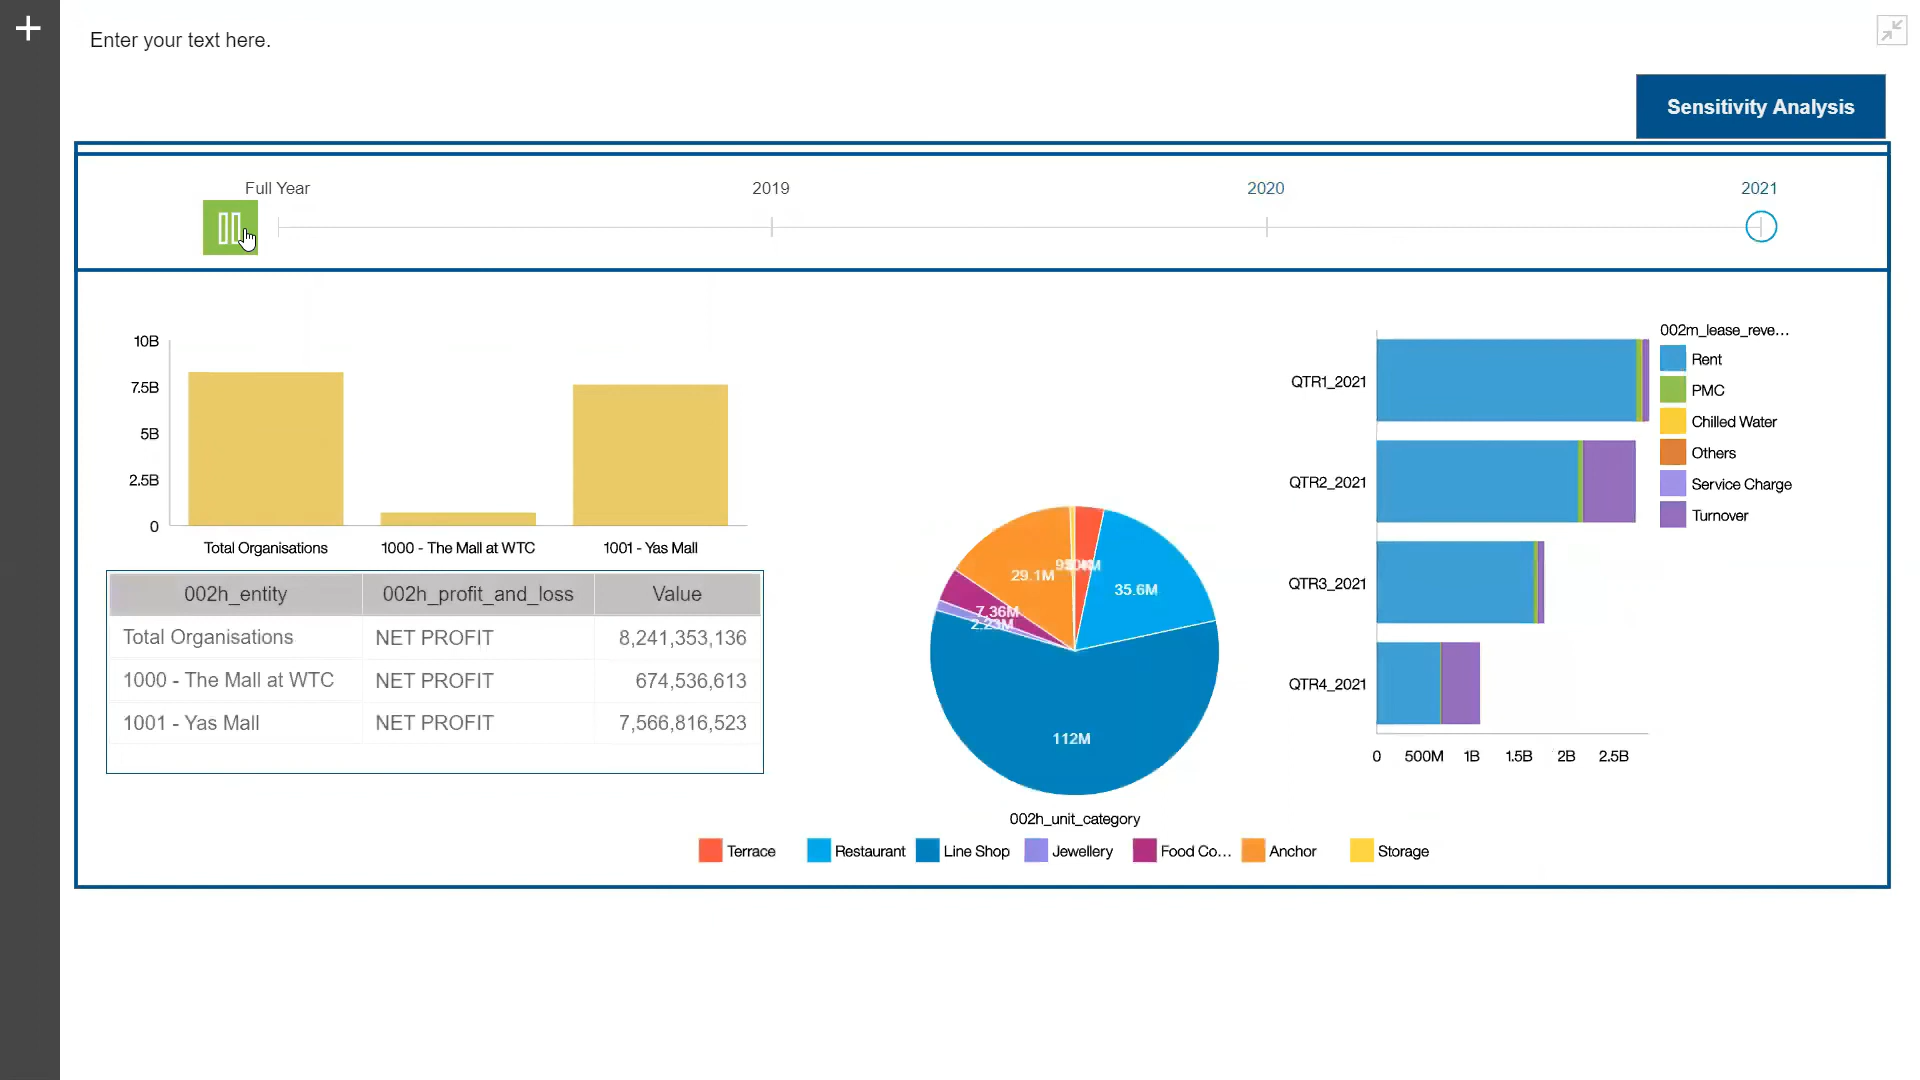 Enter your text here.
Sensitivity Analysis
Full Year 2019 2020 2021
10B
7.5B
5B
2.5B
0
Total Organisations 1000 - The Mall at WTC 1001 - Yas Mall
002h_entity 002h_profit_and_loss Value
Total Organisations NET PROFIT 8,241,353,136
1000 - The Mall at WTC NET PROFIT 674,536,613
1001 - Yas Mall NET PROFIT 7,566,816,523
29.1M
35.6M
7.36M
2.23M
112M
002h_unit_category
Terrace Restaurant Line Shop Jewellery Food Co... Anchor Storage
QTR1_2021
QTR2_2021
QTR3_2021
QTR4_2021
0 500M 1B 1.5B 2B 2.5B
002m_lease_reve...
Rent
PMC
Chilled Water
Others
Service Charge
Turnover